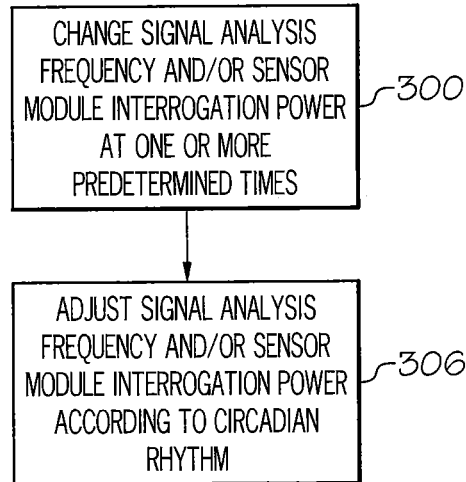 CHANGE SIGNAL ANALYSIS
FREQUENCY AND/OR SENSOR
MODULE INTERROGATION POWER
AT ONE OR MORE
PREDETERMINED TIMES
300
ADJUST SIGNAL ANALYSIS
FREQUENCY AND/OR SENSOR
MODULE INTERROGATION POWER
ACCORDING TO CIRCADIAN
RHYTHM
306